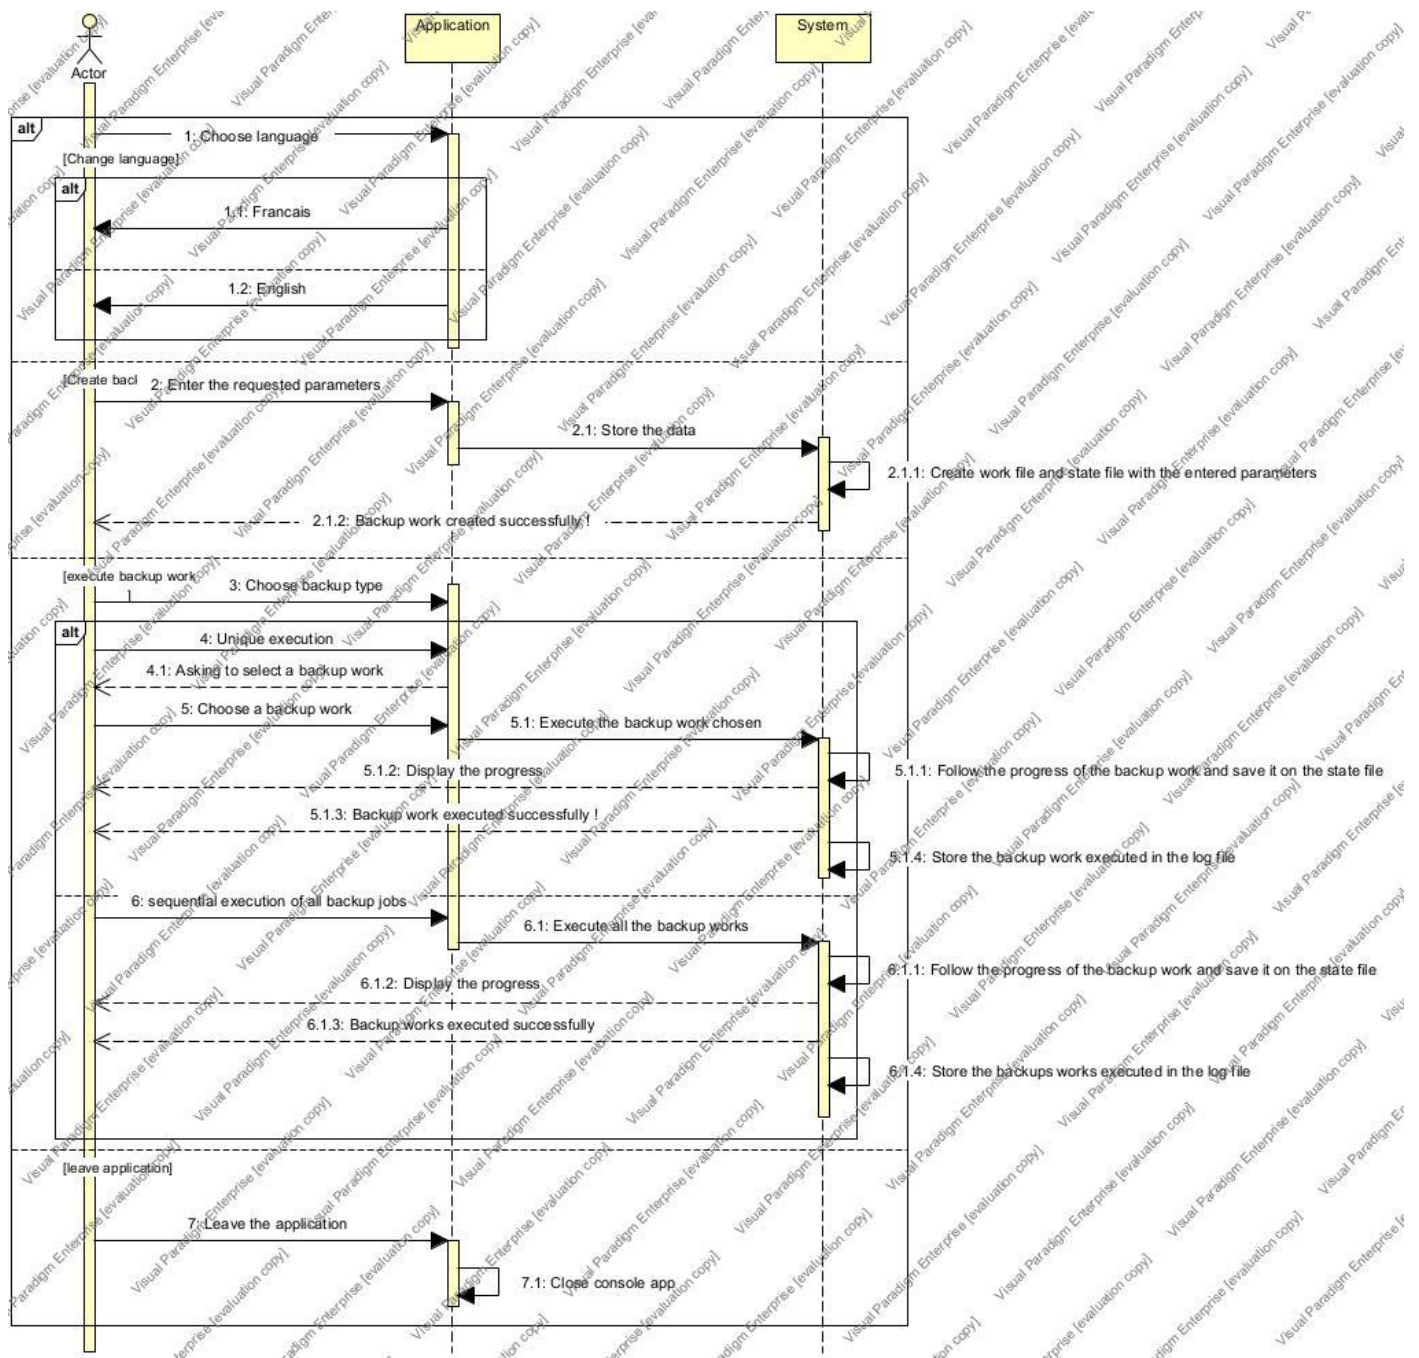 Actor
Application
System
alt
1: Choose language
[Change language]
alt
1.1: Francais
1.2: English
[Create bacl
2: Enter the requested parameters
2.1: Store the data
2.1.1: Create work file and state file with the entered parameters
2.1.2: Backup work created successfully !
[execute backup work
]
3: Choose backup type
alt
4: Unique execution
4.1: Asking to select a backup work
5: Choose a backup work
5.1: Execute the backup work chosen
5.1.1: Follow the progress of the backup work and save it on the state file
5.1.2: Display the progress
5.1.3: Backup work executed successfully !
5.1.4: Store the backup work executed in the log file
6: sequential execution of all backup jobs
6.1: Execute all the backup works
6.1.1: Follow the progress of the backup work and save it on the state file
6.1.2: Display the progress
6.1.3: Backup works executed successfully
6.1.4: Store the backups works executed in the log file
[leave application]
7: Leave the application
7.1: Close console app
Visual Paradigm Enterprise [evaluation copy]